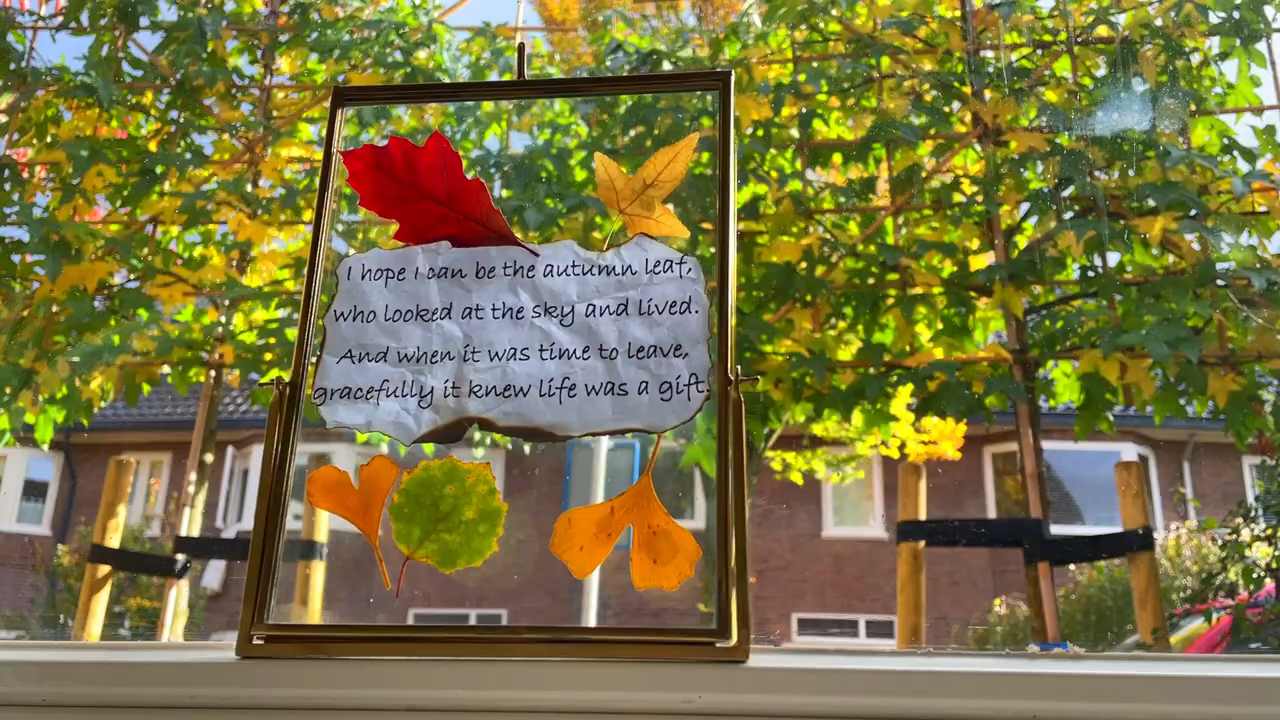 I hope I can be the autumn leaf,
who looked at the sky and lived.
And when it was time to leave,
gracefully it knew life was a gift.